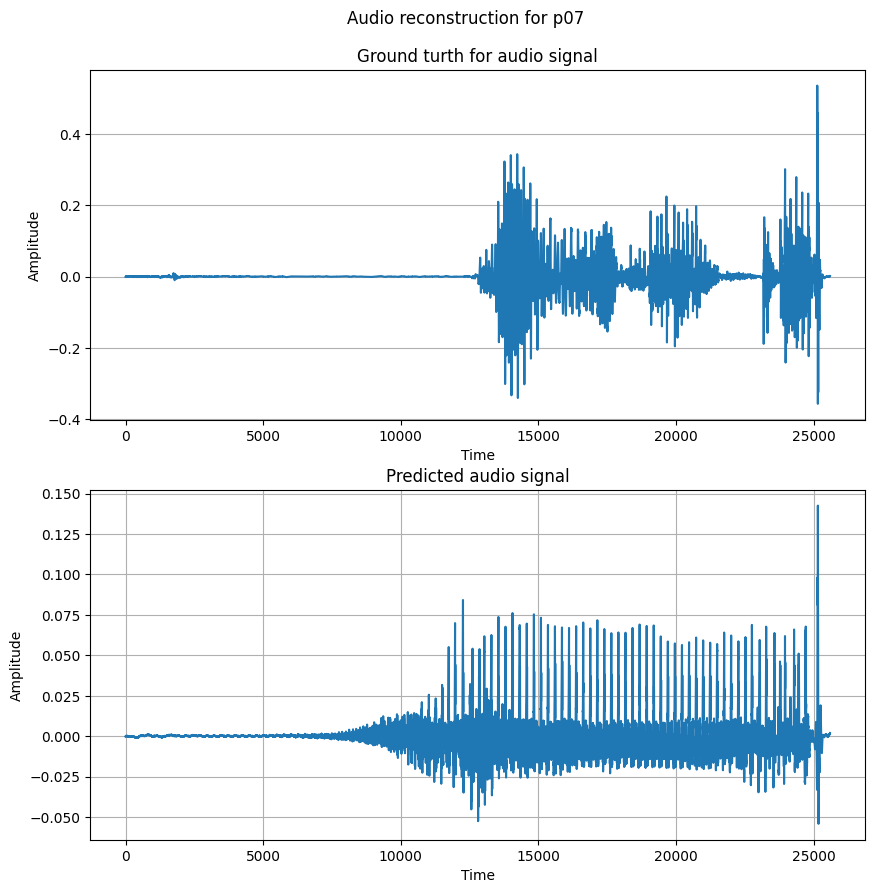 Audio reconstruction for p07
Ground turth for audio signal
Amplitude
0.4
0.2
0.0
−0.2
−0.4
0 5000 10000 15000 20000 25000
Time
Predicted audio signal
Amplitude
0.150
0.125
0.100
0.075
0.050
0.025
0.000
−0.025
−0.050
0 5000 10000 15000 20000 25000
Time